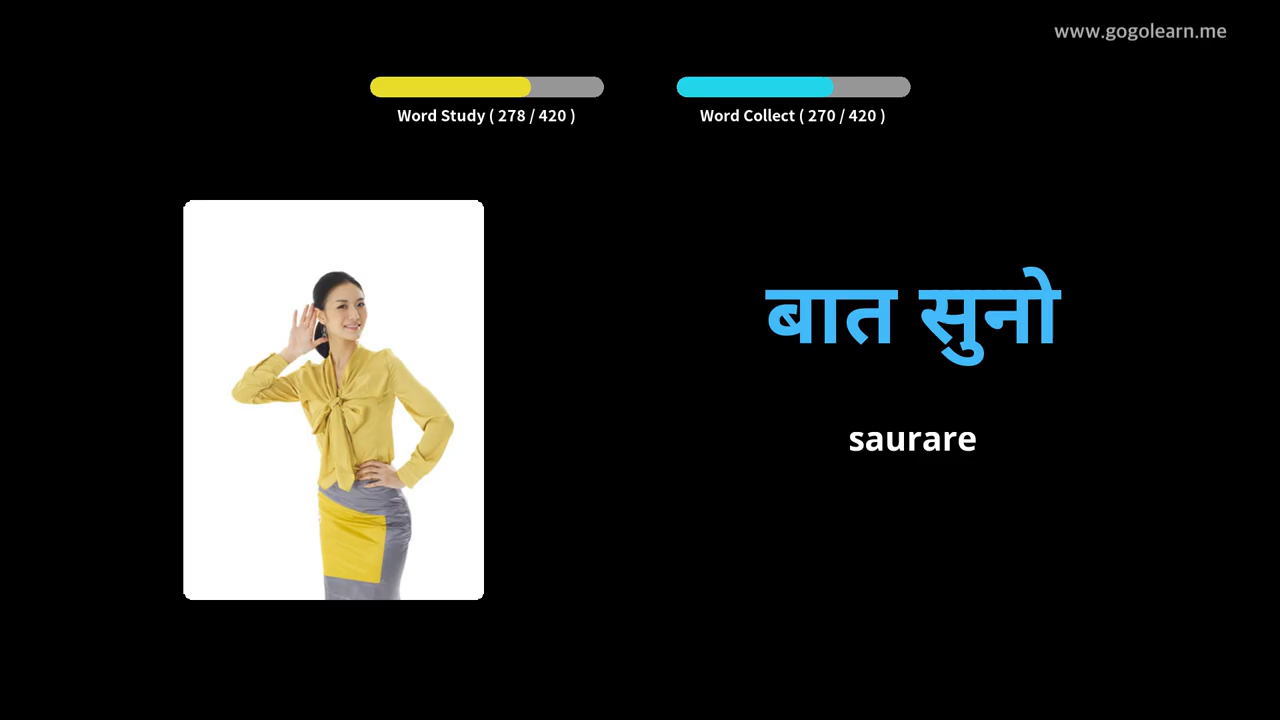 www.gogolearn.me
Word Study ( 278 / 420 )
Word Collect ( 270 / 420 )
बात सुनो
saurare